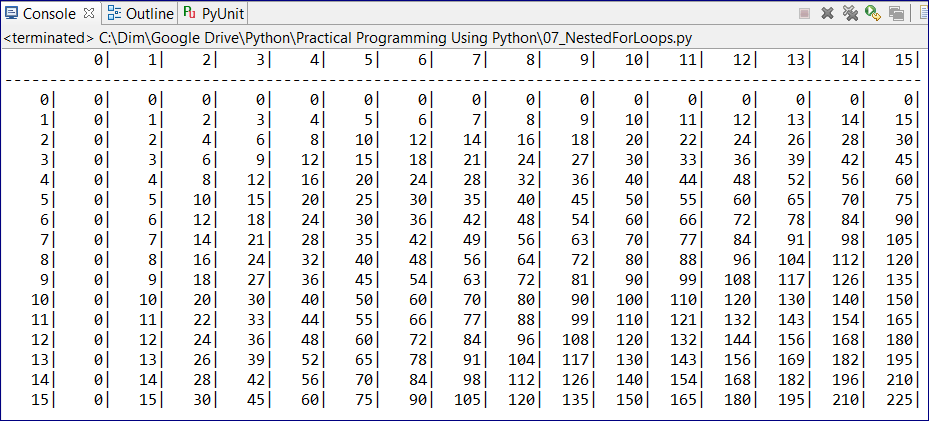 Console Outline PyUnit
<terminated> C:\Dim\Google Drive\Python\Practical Programming Using Python\07_NestedForLoops.py
0| 1| 2| 3| 4| 5| 6| 7| 8| 9| 10| 11| 12| 13| 14| 15|
--------------------------------------------------------------------------------------------
0| 0| 0| 0| 0| 0| 0| 0| 0| 0| 0| 0| 0| 0| 0| 0| 0|
1| 0| 1| 2| 3| 4| 5| 6| 7| 8| 9| 10| 11| 12| 13| 14| 15|
2| 0| 2| 4| 6| 8| 10| 12| 14| 16| 18| 20| 22| 24| 26| 28| 30|
3| 0| 3| 6| 9| 12| 15| 18| 21| 24| 27| 30| 33| 36| 39| 42| 45|
4| 0| 4| 8| 12| 16| 20| 24| 28| 32| 36| 40| 44| 48| 52| 56| 60|
5| 0| 5| 10| 15| 20| 25| 30| 35| 40| 45| 50| 55| 60| 65| 70| 75|
6| 0| 6| 12| 18| 24| 30| 36| 42| 48| 54| 60| 66| 72| 78| 84| 90|
7| 0| 7| 14| 21| 28| 35| 42| 49| 56| 63| 70| 77| 84| 91| 98| 105|
8| 0| 8| 16| 24| 32| 40| 48| 56| 64| 72| 80| 88| 96| 104| 112| 120|
9| 0| 9| 18| 27| 36| 45| 54| 63| 72| 81| 90| 99| 108| 117| 126| 135|
10| 0| 10| 20| 30| 40| 50| 60| 70| 80| 90| 100| 110| 120| 130| 140| 150|
11| 0| 11| 22| 33| 44| 55| 66| 77| 88| 99| 110| 121| 132| 143| 154| 165|
12| 0| 12| 24| 36| 48| 60| 72| 84| 96| 108| 120| 132| 144| 156| 168| 180|
13| 0| 13| 26| 39| 52| 65| 78| 91| 104| 117| 130| 143| 156| 169| 182| 195|
14| 0| 14| 28| 42| 56| 70| 84| 98| 112| 126| 140| 154| 168| 182| 196| 210|
15| 0| 15| 30| 45| 60| 75| 90| 105| 120| 135| 150| 165| 180| 195| 210| 225|